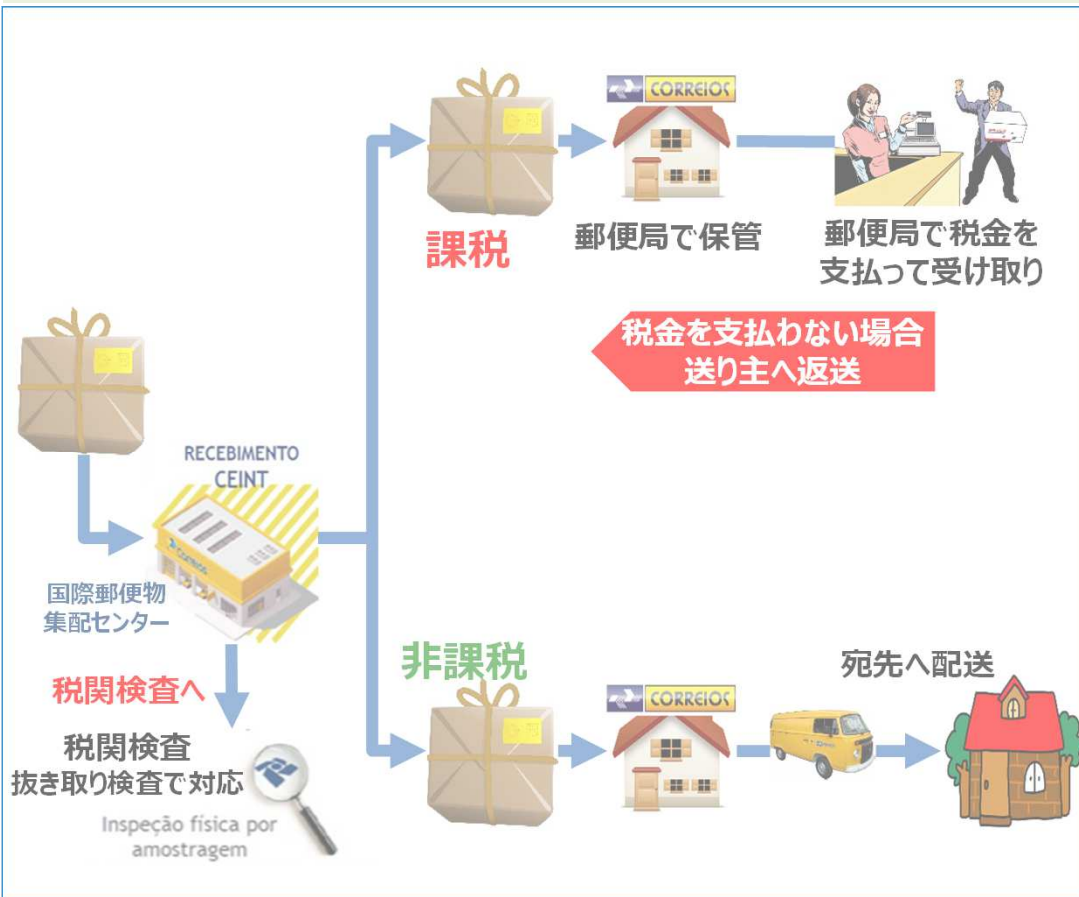 CORREIOS
課税
郵便局で保管
郵便局で税金を
支払って受け取り
税金を支払わない場合
送り主へ返送
RECEBIMENTO
CEINT
Correios
国際郵便物
集配センター
税関検査へ
税関検査
抜き取り検査で対応
Inspeção física por
amostragem
非課税
CORREIOS
宛先へ配送